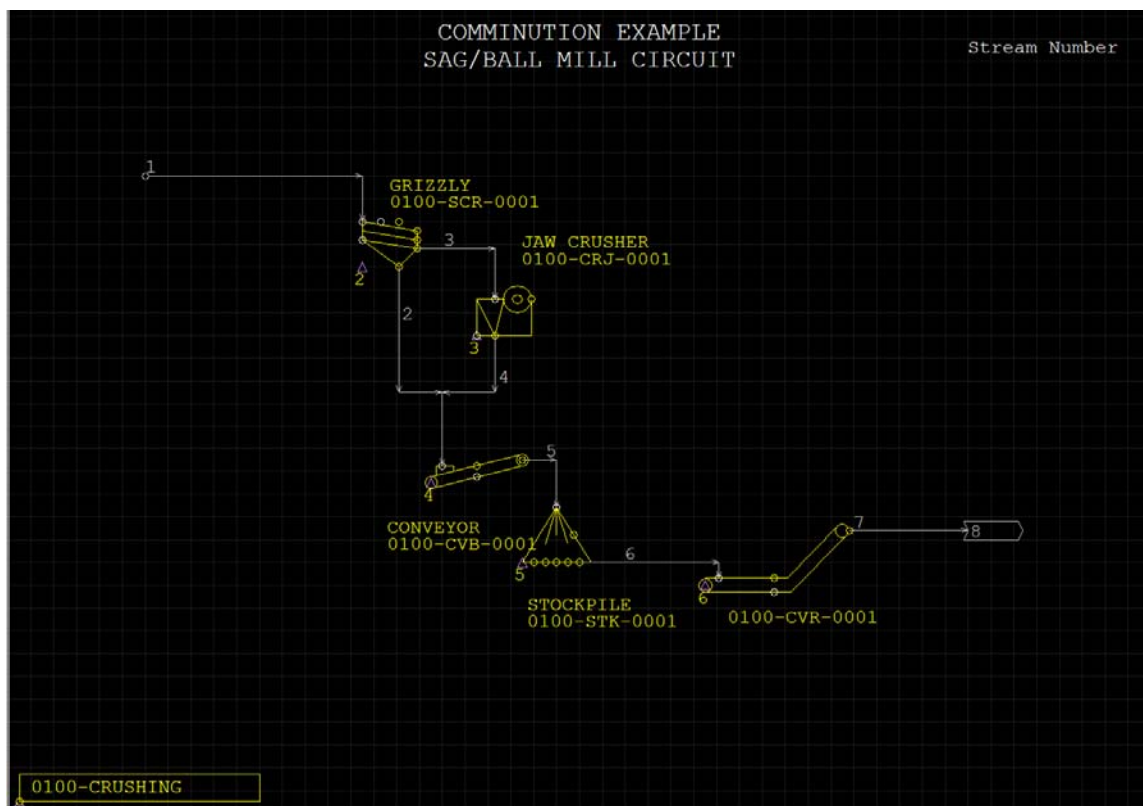 COMMINUTION EXAMPLE
SAG/BALL MILL CIRCUIT
Stream Number
1
GRIZZLY
0100-SCR-0001
3
JAW CRUSHER
0100-CRJ-0001
2
2
3
4
5
4
CONVEYOR
0100-CVB-0001
7
8
6
5
6
STOCKPILE
0100-STK-0001
0100-CVR-0001
0100-CRUSHING